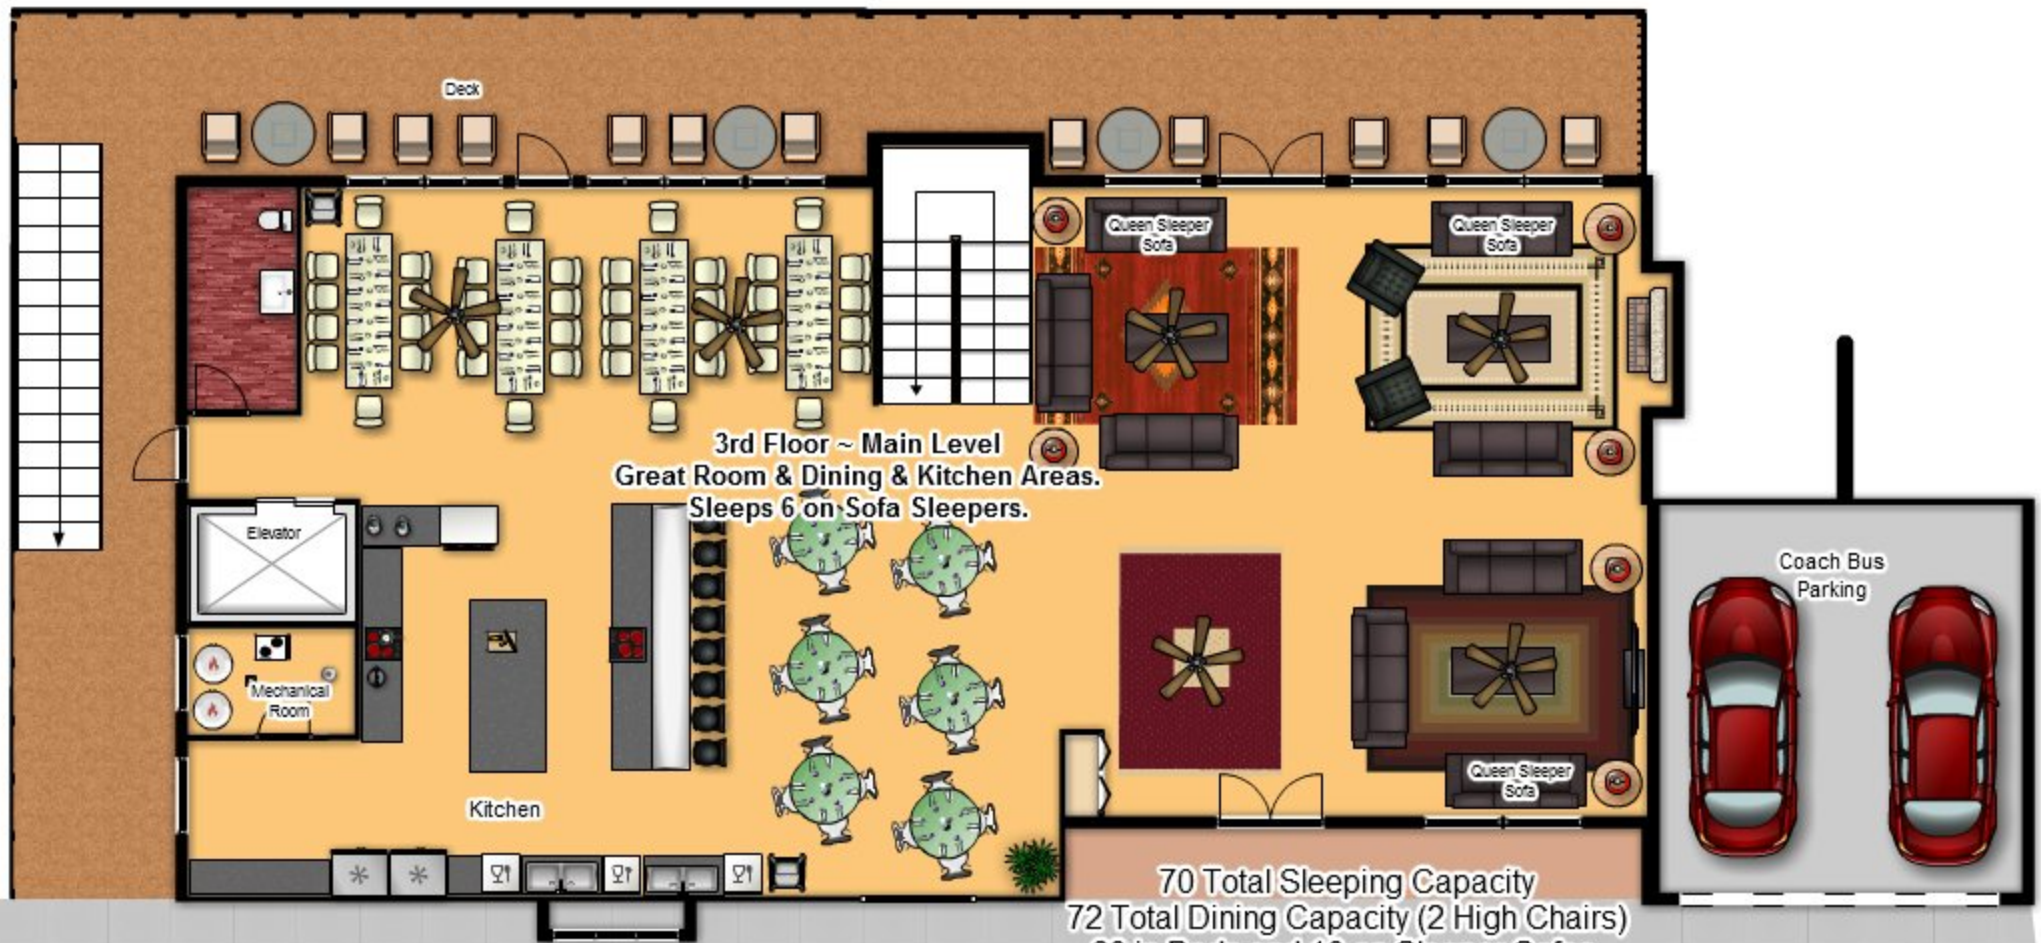 Deck
Queen Sleeper
Sofa
Queen Sleeper
Sofa
3rd Floor ~ Main Level
Great Room & Dining & Kitchen Areas.
Sleeps 6 on Sofa Sleepers.
Elevator
Coach Bus
Parking
Mechanical
Room
Queen Sleeper
Sofa
Kitchen
70 Total Sleeping Capacity
72 Total Dining Capacity (2 High Chairs)